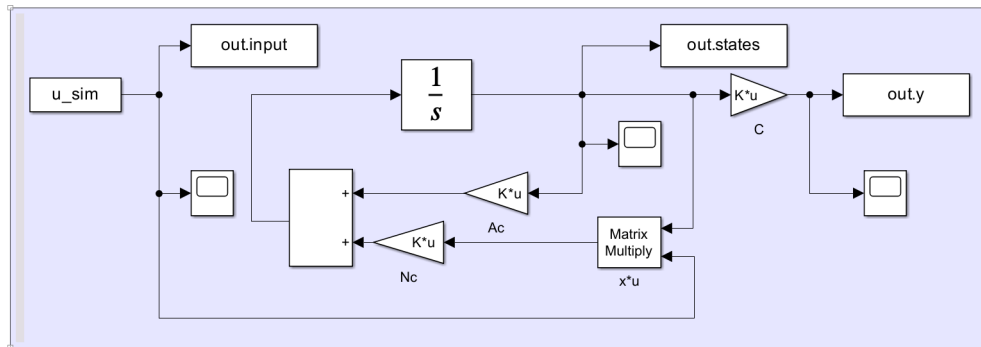 out.input
out.states
u_sim
1
s
K*u
out.y
C
+
K*u
Ac
+
K*u
Nc
Matrix
Multiply
x*u